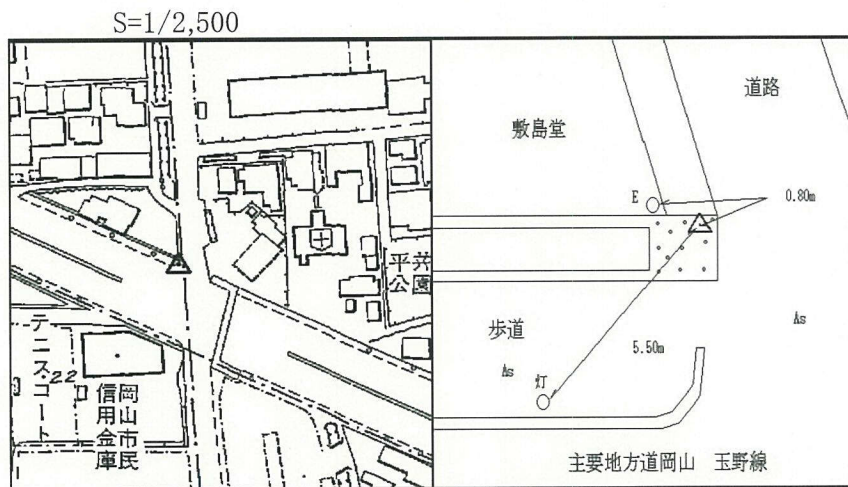 S=1/2,500
平井
公園
テニスコート
22
岡山市民
信用金庫
道路
敷島堂
E
0.80m
歩道
As
5.50m
As
灯
主要地方道岡山 玉野線